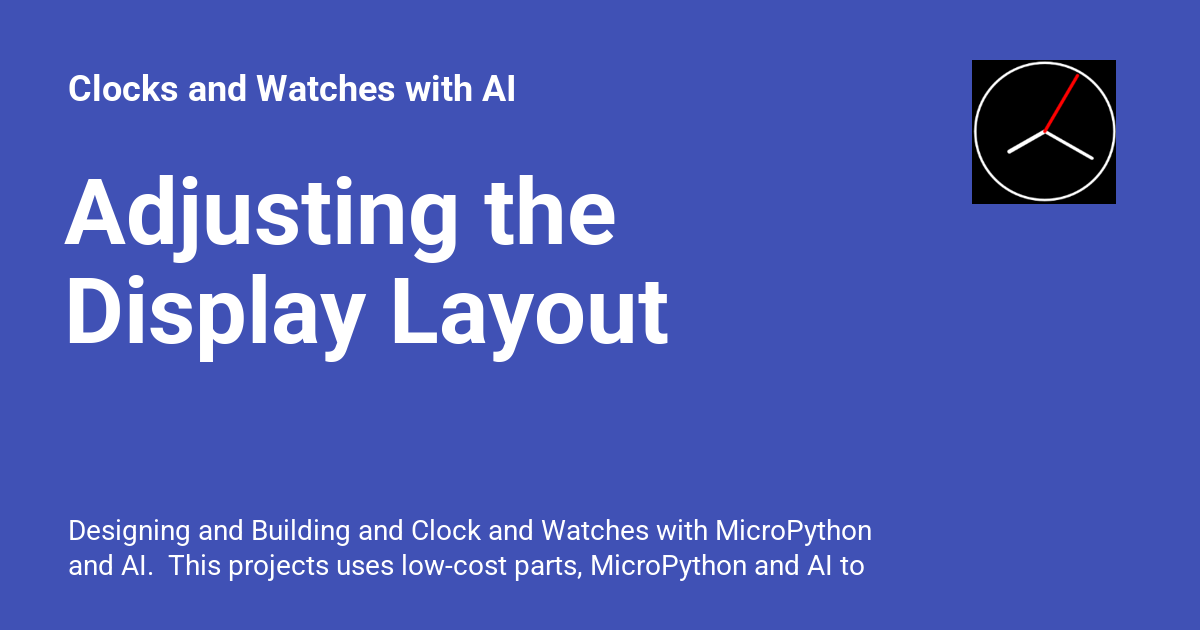 Clocks and Watches with AI
Adjusting the
Display Layout
Designing and Building and Clock and Watches with MicroPython
and AI.  This projects uses low-cost parts, MicroPython and AI to